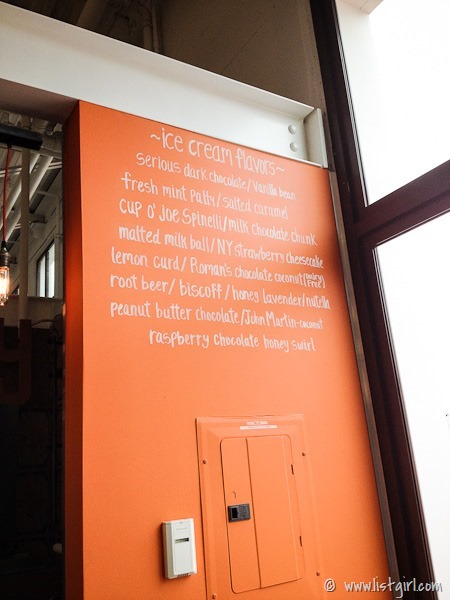 ~ice cream flavors~
serious dark chocolate/vanilla bean
fresh mint patty/salted caramel
cup o' Joe Spinelli/milk chocolate chunk
malted milk ball/NY strawberry cheesecake
lemon curd/Roman's chocolate coconut(dairy free)
root beer/biscoff/honey lavender/nutella
peanut butter chocolate/John Martin-coconut
raspberry chocolate honey swirl
© www.listgirl.com